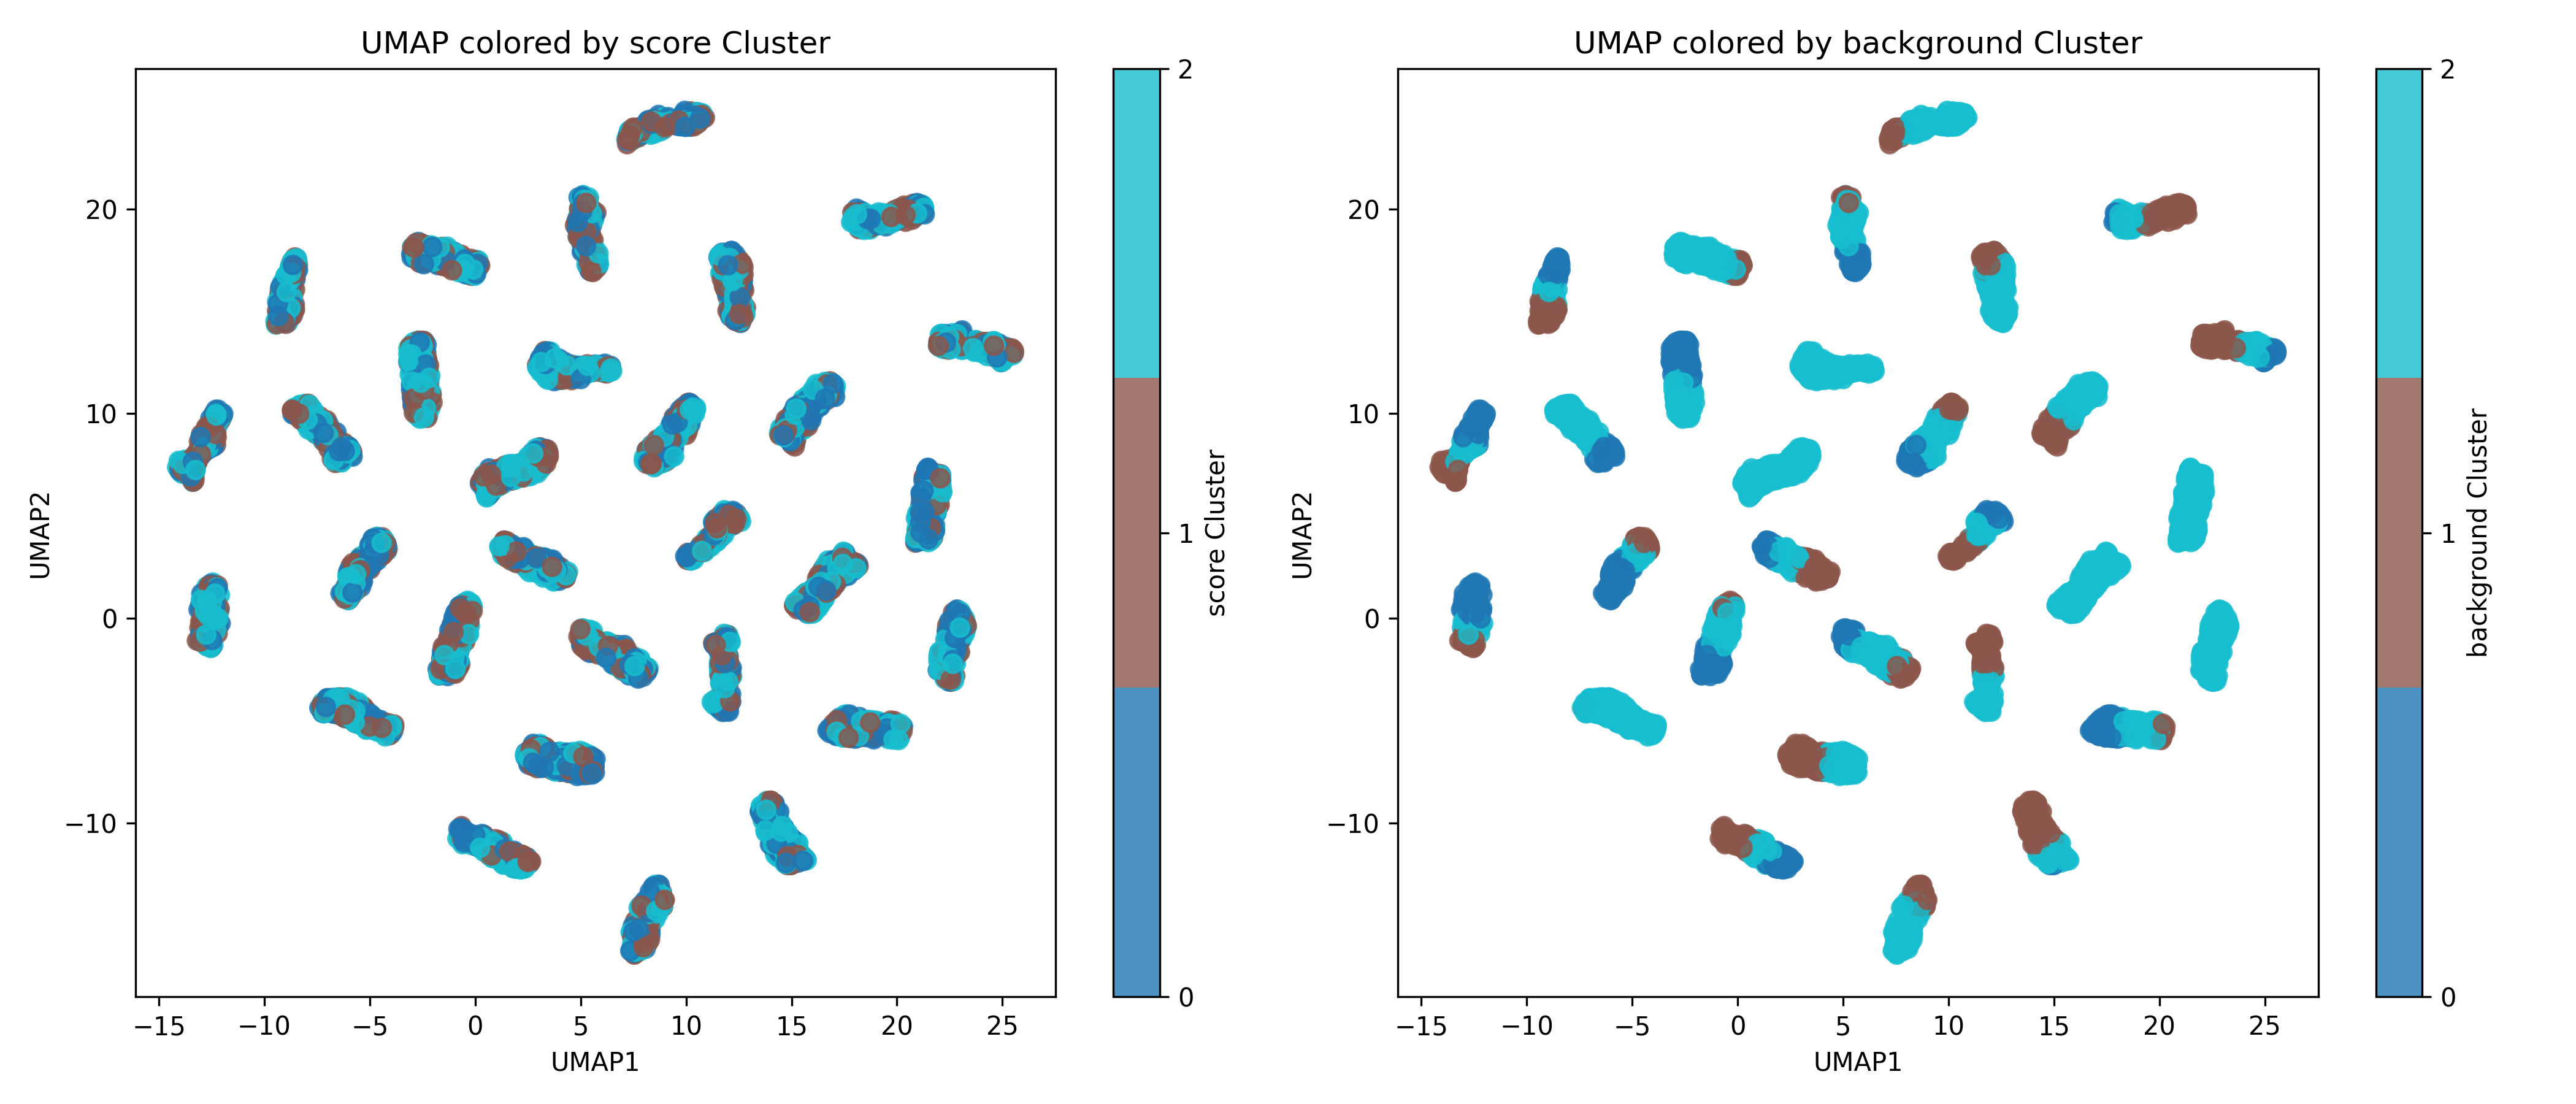 UMAP colored by score Cluster
20
10
0
−10
UMAP2
−15 −10 −5 0 5 10 15 20 25
UMAP1
2
1
0
score Cluster
UMAP colored by background Cluster
20
10
0
−10
UMAP2
−15 −10 −5 0 5 10 15 20 25
UMAP1
2
1
0
background Cluster